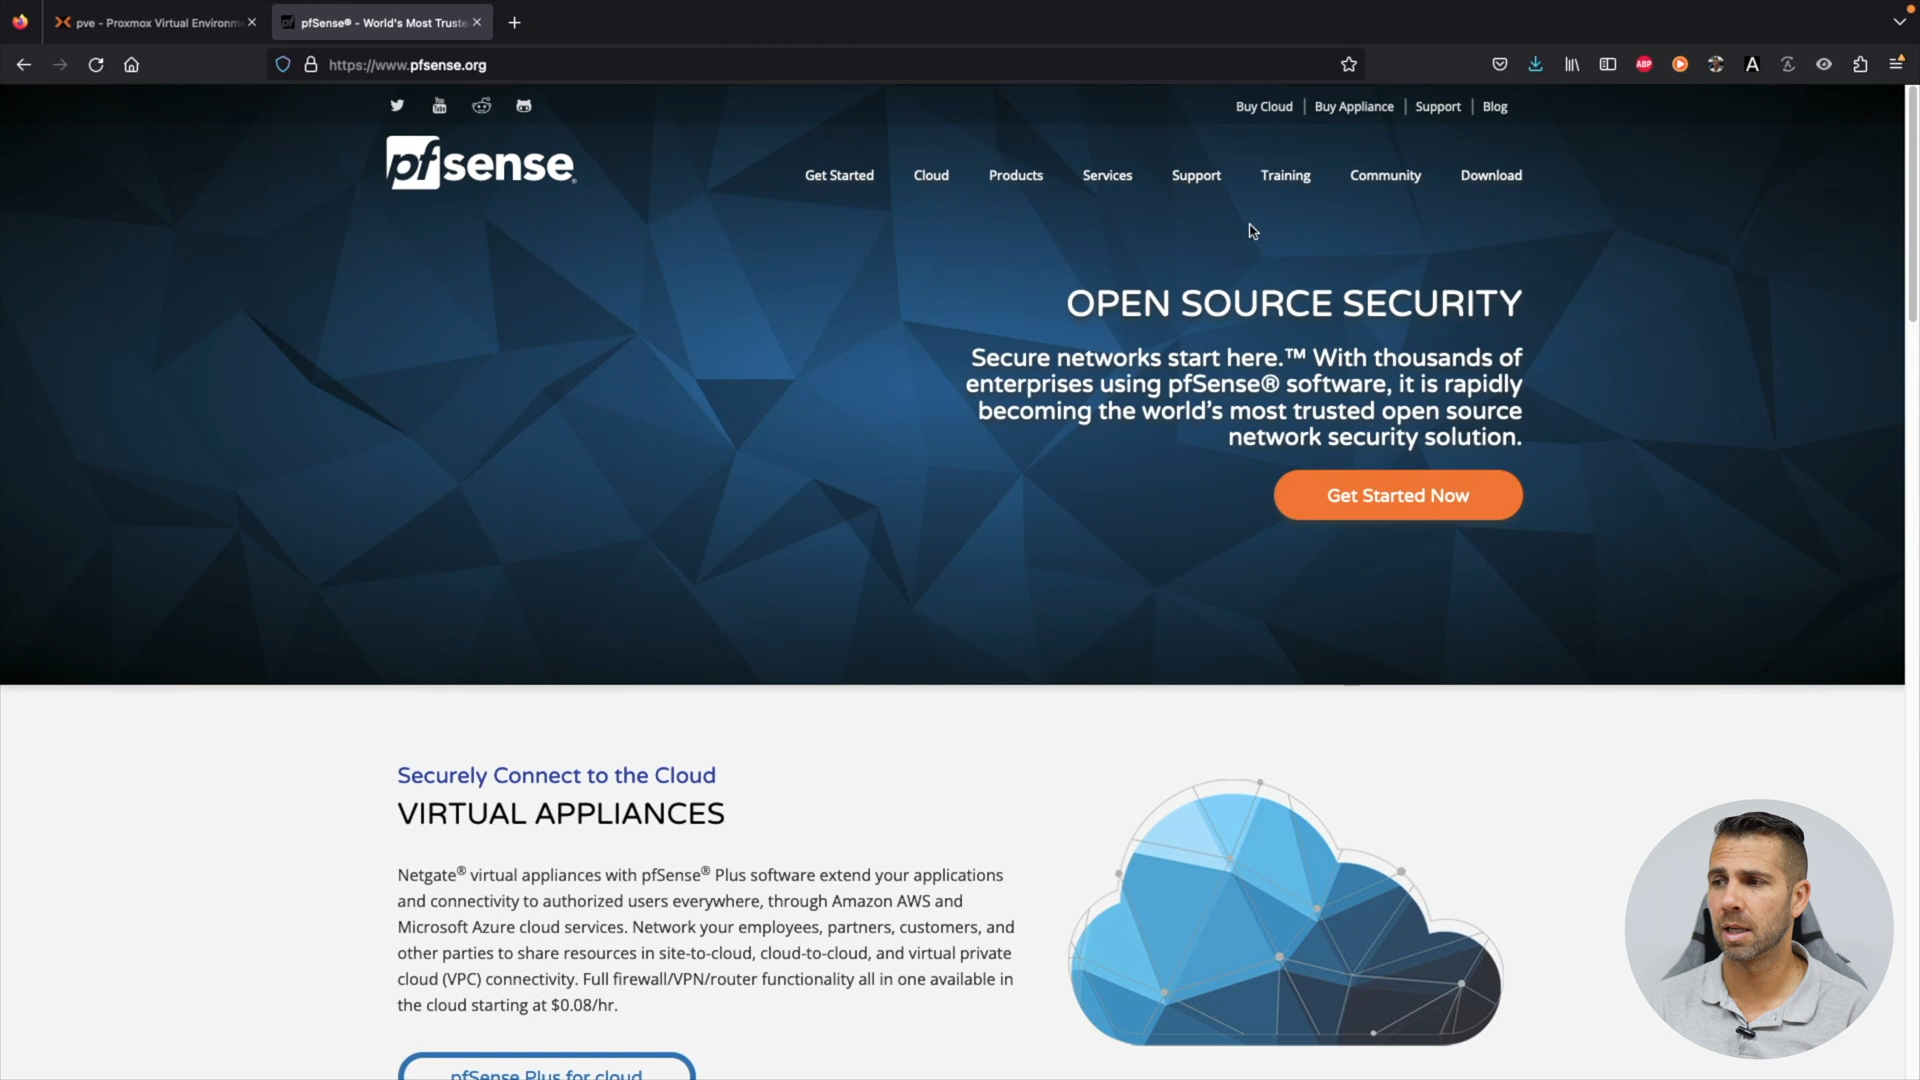 pve - Proxmox Virtual Environm
pfSense® - World's Most Truste
https://www.pfsense.org
ABP
A
You
Tube
Buy Cloud
Buy Appliance
Support
Blog
pfsense®
Get Started
Cloud
Products
Services
Support
Training
Community
Download
OPEN SOURCE SECURITY
Secure networks start here.™ With thousands of
enterprises using pfSense® software, it is rapidly
becoming the world's most trusted open source
network security solution.
Get Started Now
Securely Connect to the Cloud
VIRTUAL APPLIANCES
Netgate® virtual appliances with pfSense® Plus software extend your applications
and connectivity to authorized users everywhere, through Amazon AWS and
Microsoft Azure cloud services. Network your employees, partners, customers, and
other parties to share resources in site-to-cloud, cloud-to-cloud, and virtual private
cloud (VPC) connectivity. Full firewall/VPN/router functionality all in one available in
the cloud starting at $0.08/hr.
pfSense Plus for cloud